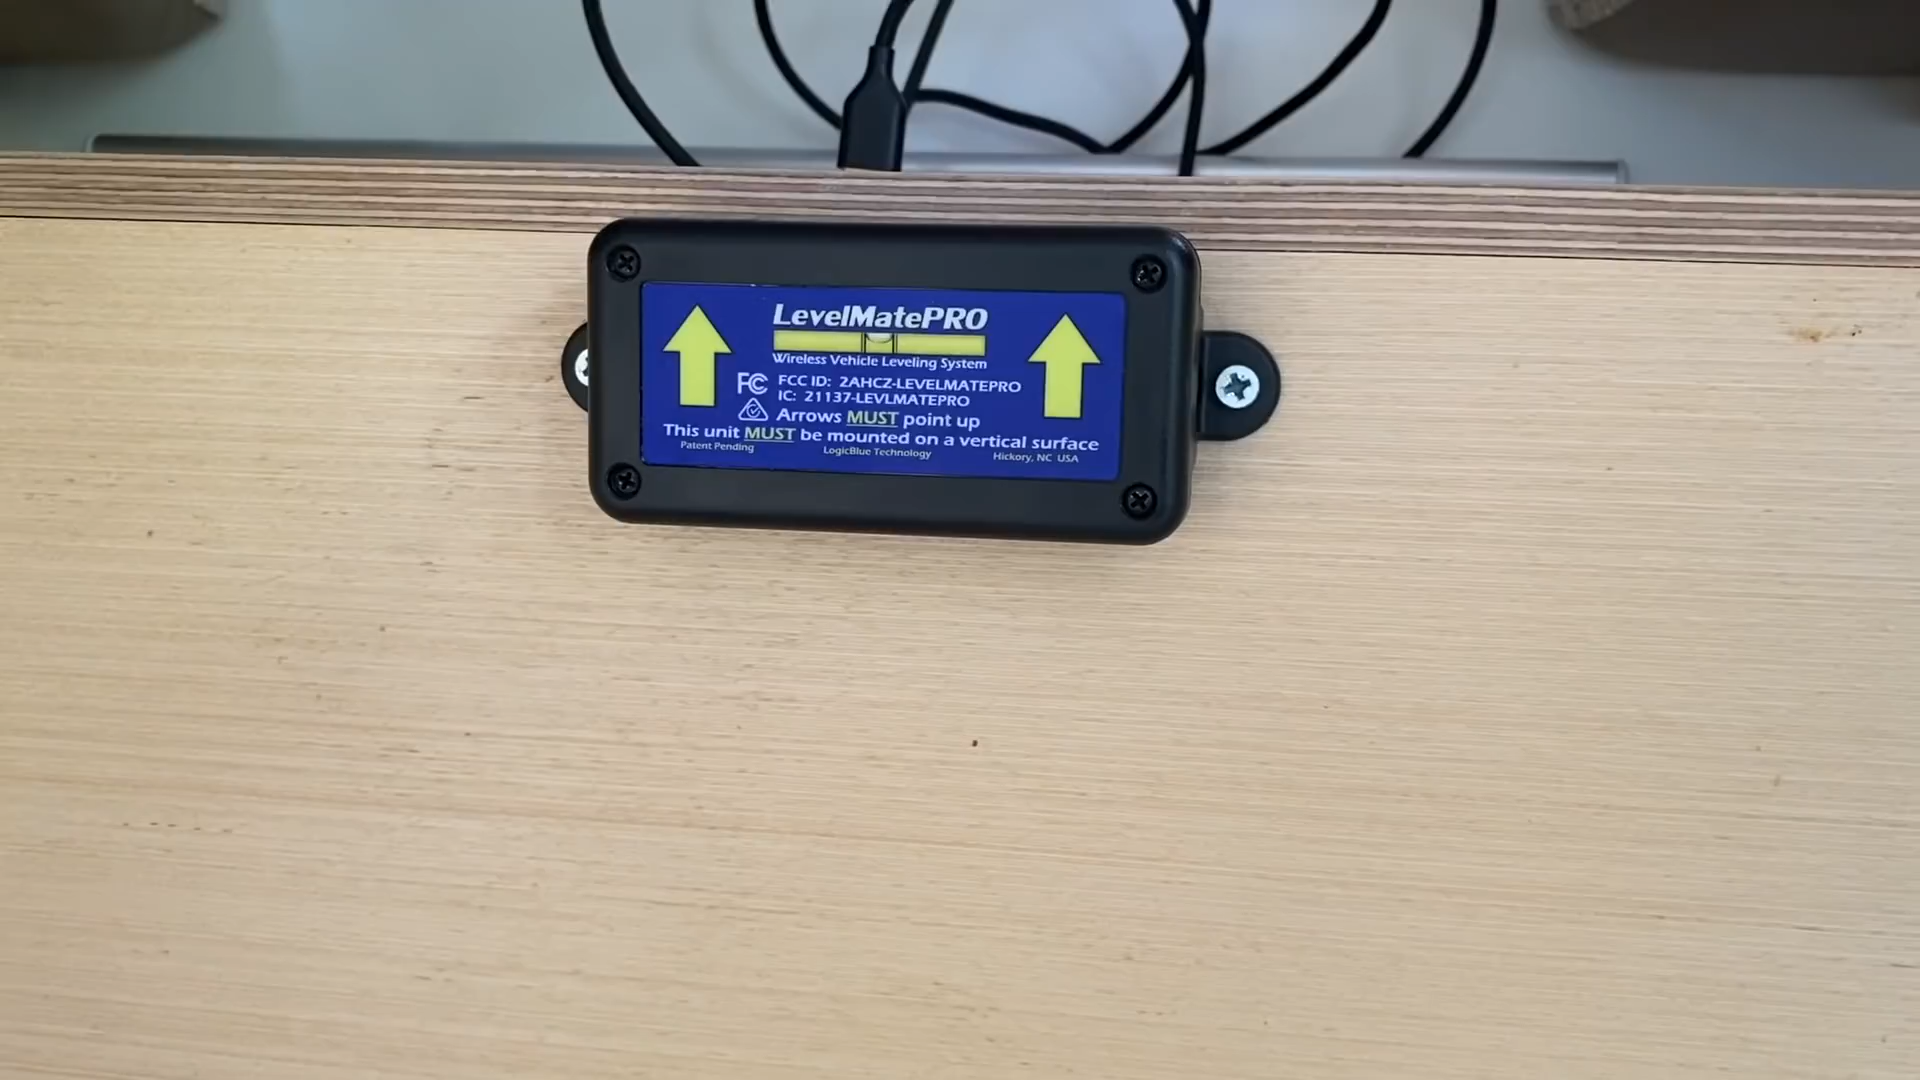 LevelMatePRO
Wireless Vehicle Leveling System
FC FCC ID: 2AHCZ-LEVELMATEPRO
IC: 21137-LEVLMATEPRO
Arrows MUST point up
This unit MUST be mounted on a vertical surface
Patent Pending LogicBlue Technology Hickory, NC USA